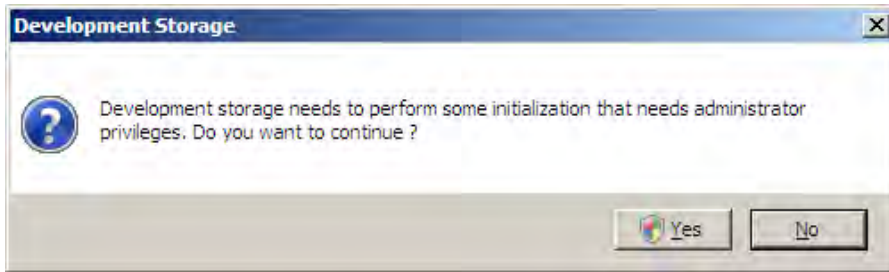 Development Storage
Development storage needs to perform some initialization that needs administrator
privileges. Do you want to continue ?
Yes
No